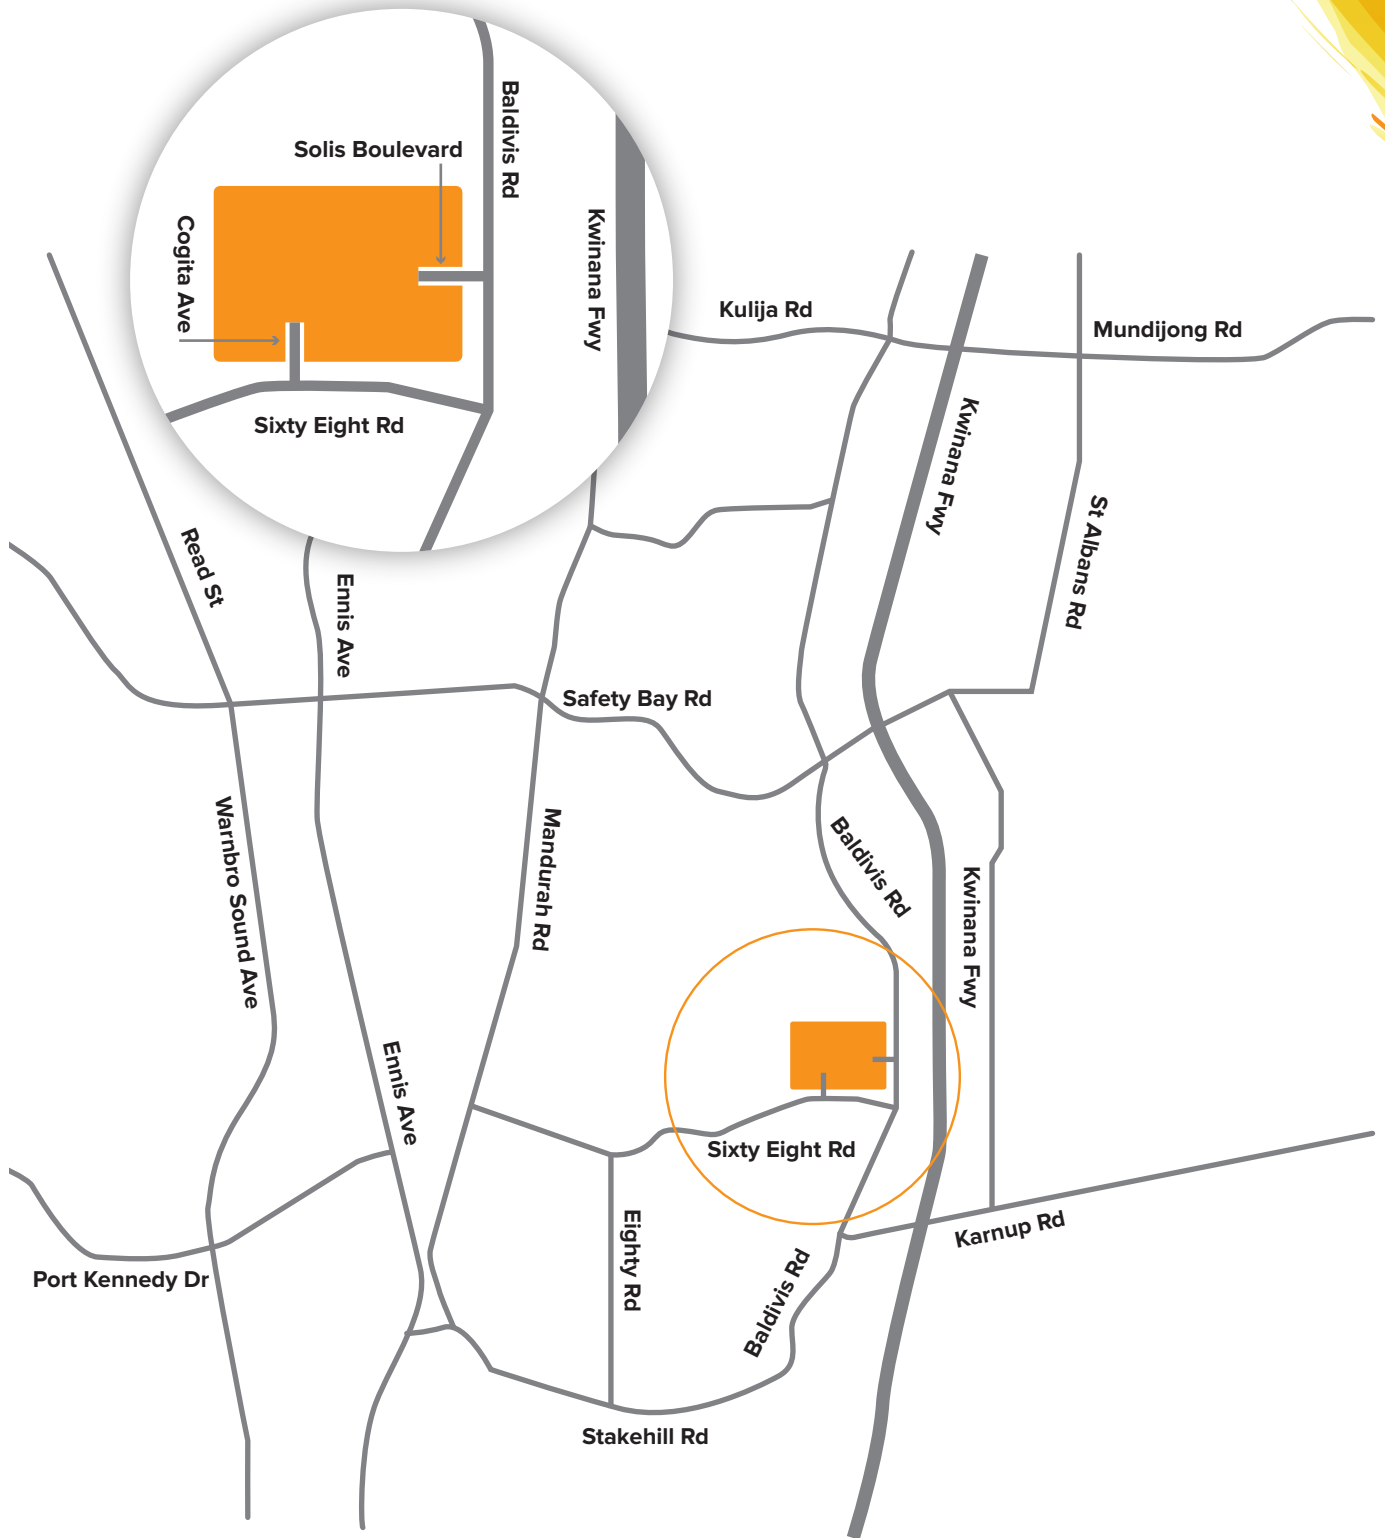 Baldivis Rd
Solis Boulevard
Cogita Ave
Kwinana Fwy
Sixty Eight Rd
Kulija Rd
Mundijong Rd
Kwinana Fwy
St Albans Rd
Read St
Ennis Ave
Safety Bay Rd
Warnbro Sound Ave
Mandurah Rd
Baldivis Rd
Kwinana Fwy
Ennis Ave
Sixty Eight Rd
Eighty Rd
Karnup Rd
Port Kennedy Dr
Baldivis Rd
Stakehill Rd